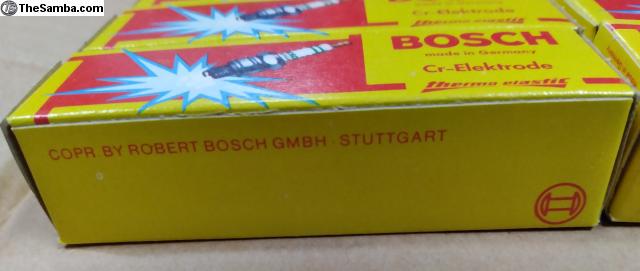 TheSamba.com
BOSCH
made in Germany
Cr-Elektrode
thermo elastic
COPR. BY ROBERT BOSCH GMBH · STUTTGART